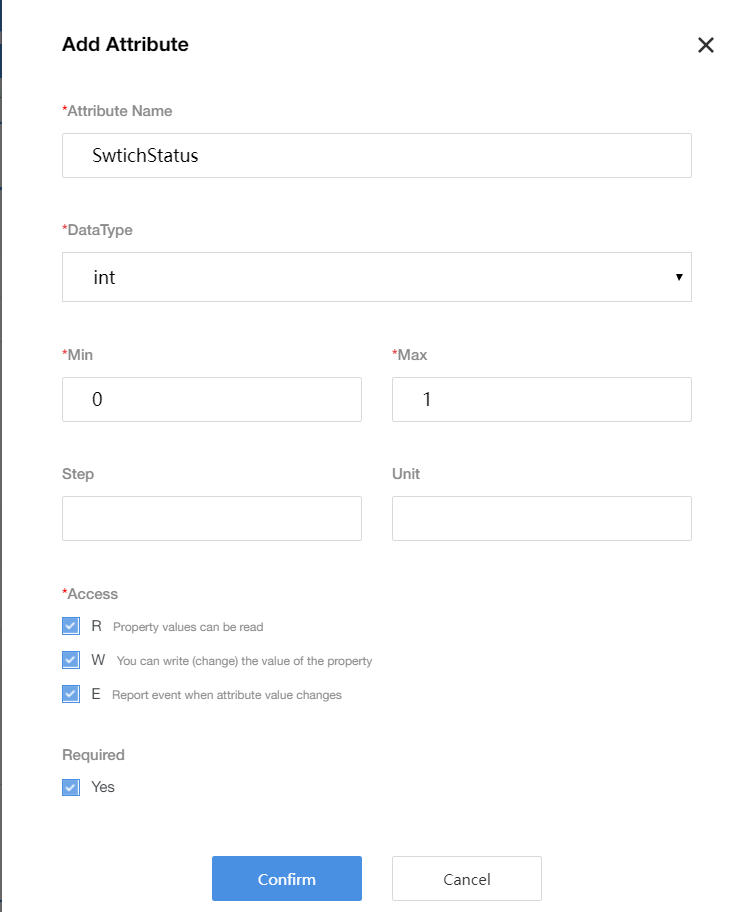 Add Attribute
*Attribute Name
SwtichStatus
*DataType
int
*Min
*Max
0
1
Step
Unit
*Access
R Property values can be read
W You can write (change) the value of the property
E Report event when attribute value changes
Required
Yes
Confirm
Cancel